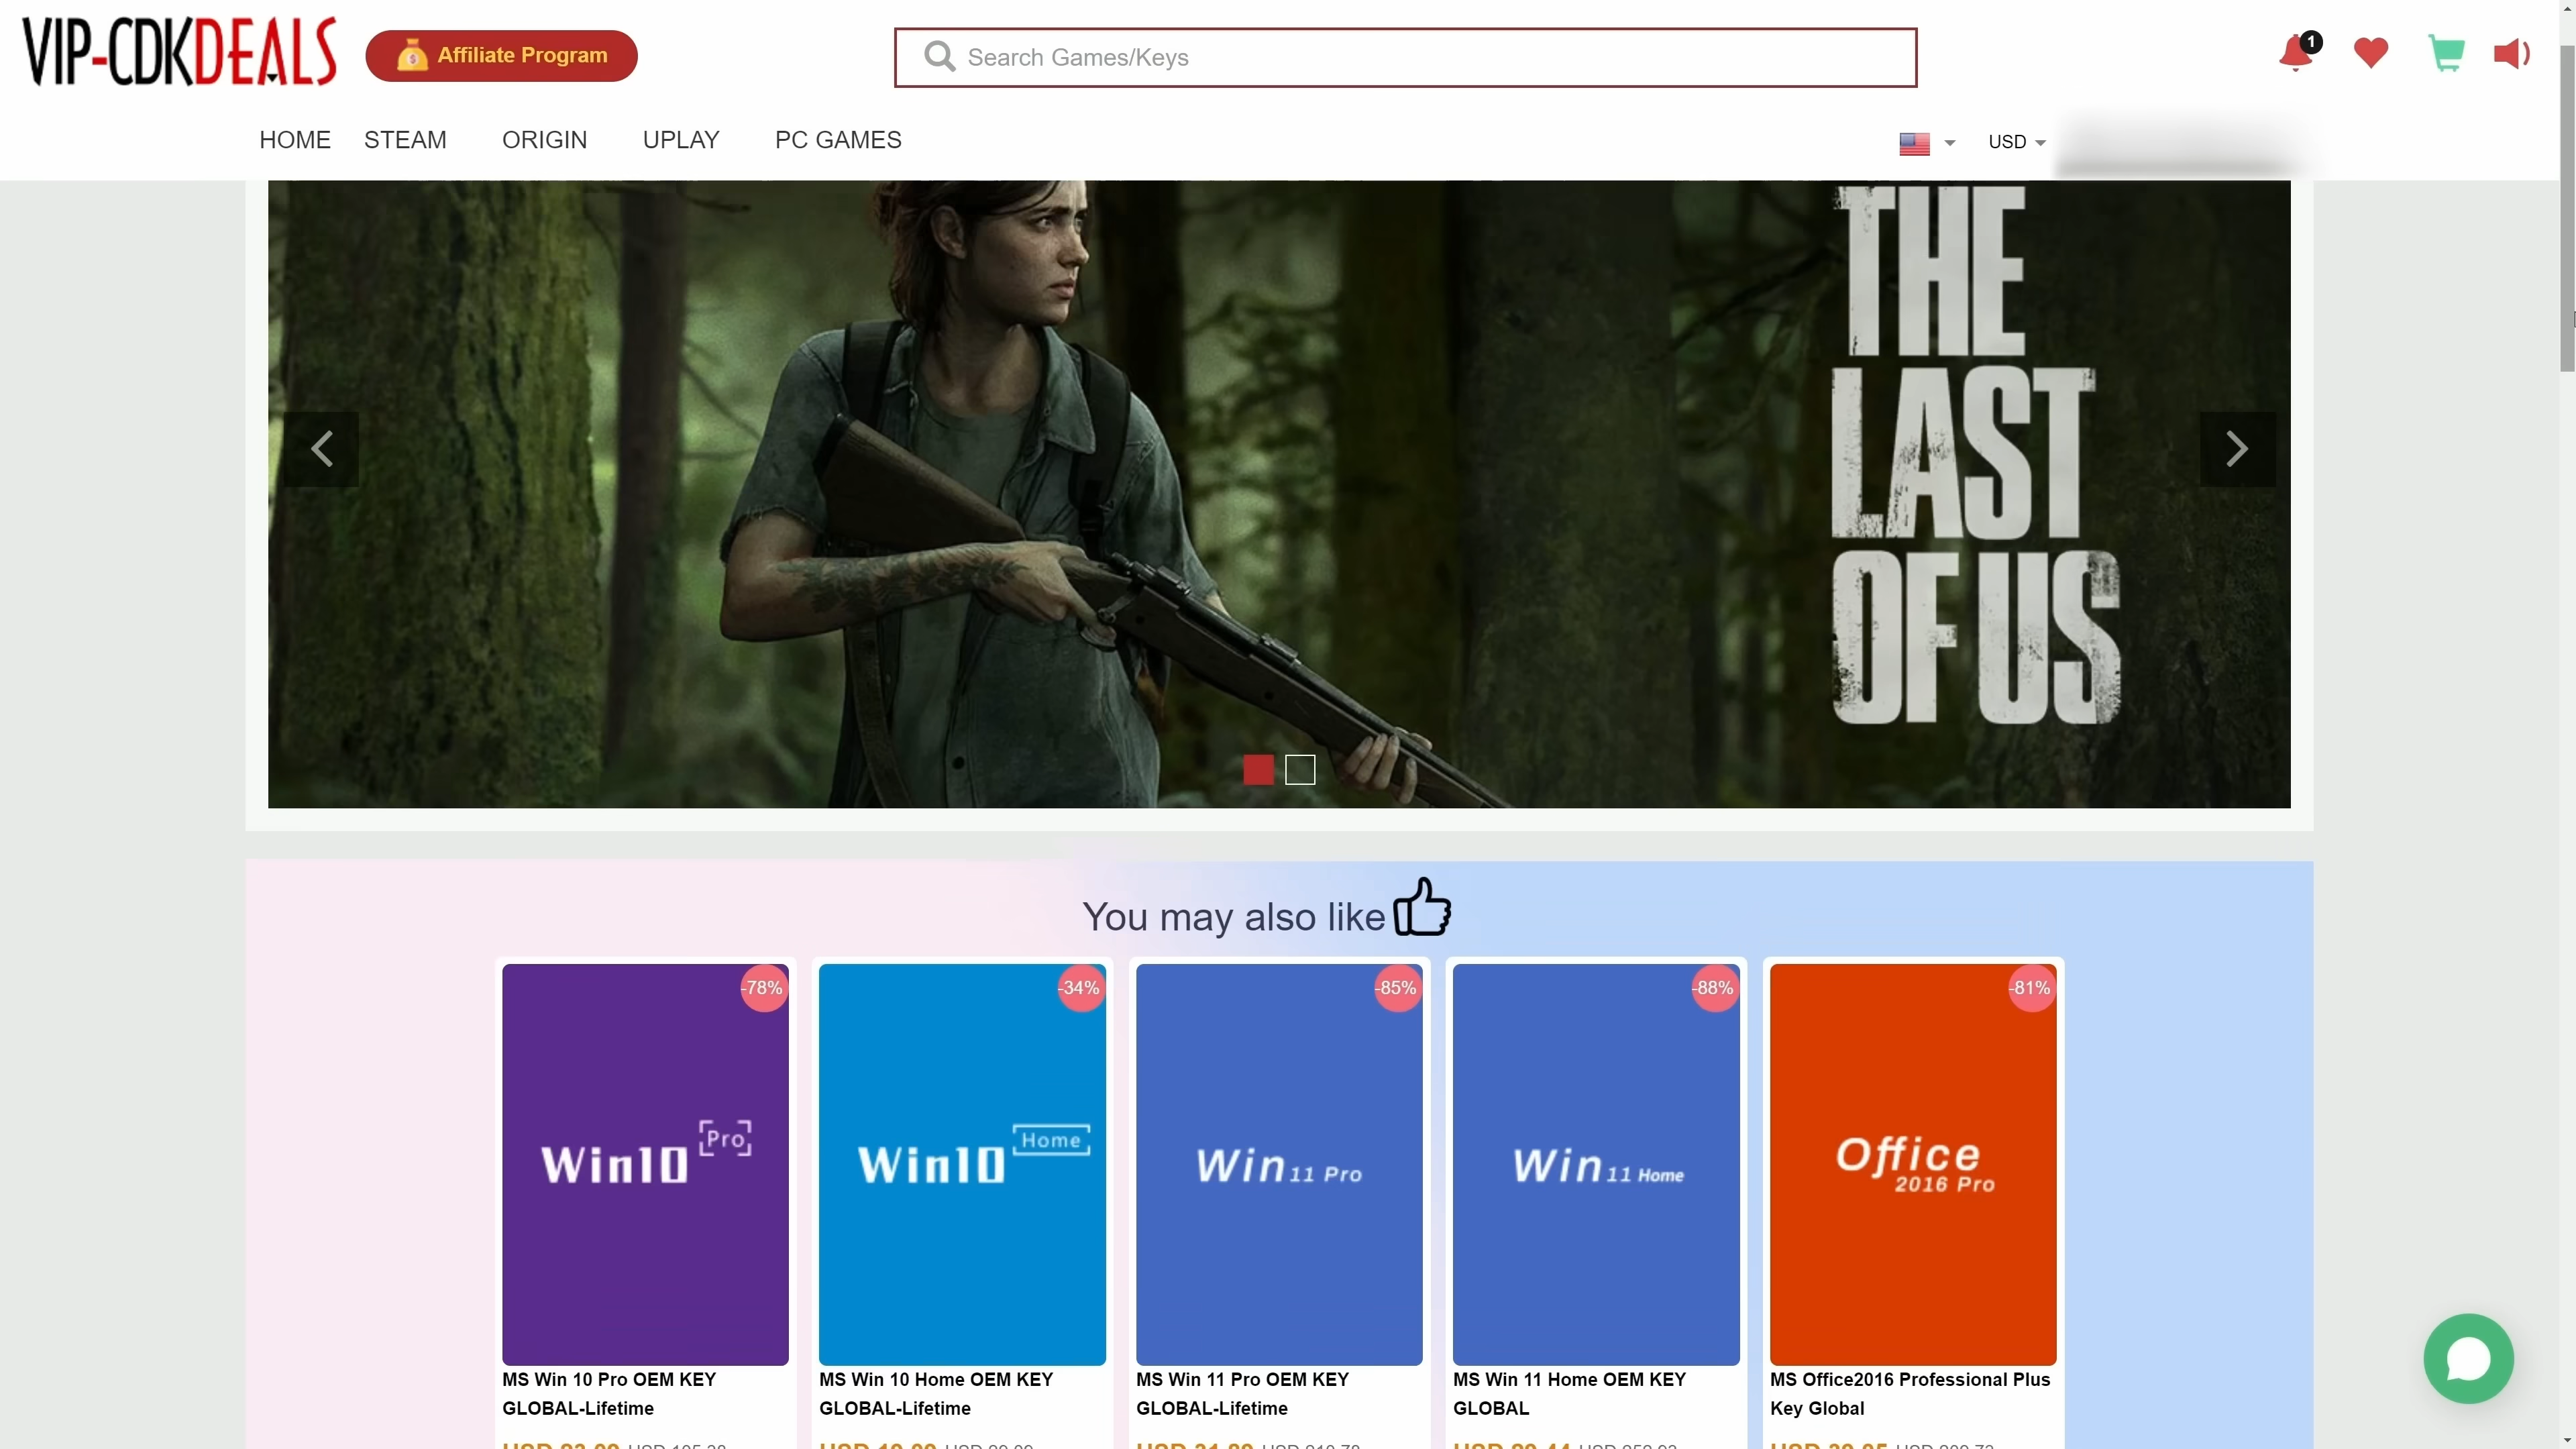 VIP-CDKDEALS
Affiliate Program
Search Games/Keys
1
HOME STEAM ORIGIN UPLAY PC GAMES
USD
THE
LAST
OF US
You may also like
-78%
-34%
-85%
-88%
-81%
Win10 Pro
Win10 Home
Win 11 Pro
Win 11 Home
Office
2016 Pro
MS Win 10 Pro OEM KEY
GLOBAL-Lifetime
MS Win 10 Home OEM KEY
GLOBAL-Lifetime
MS Win 11 Pro OEM KEY
GLOBAL-Lifetime
MS Win 11 Home OEM KEY
GLOBAL
MS Office2016 Professional Plus
Key Global